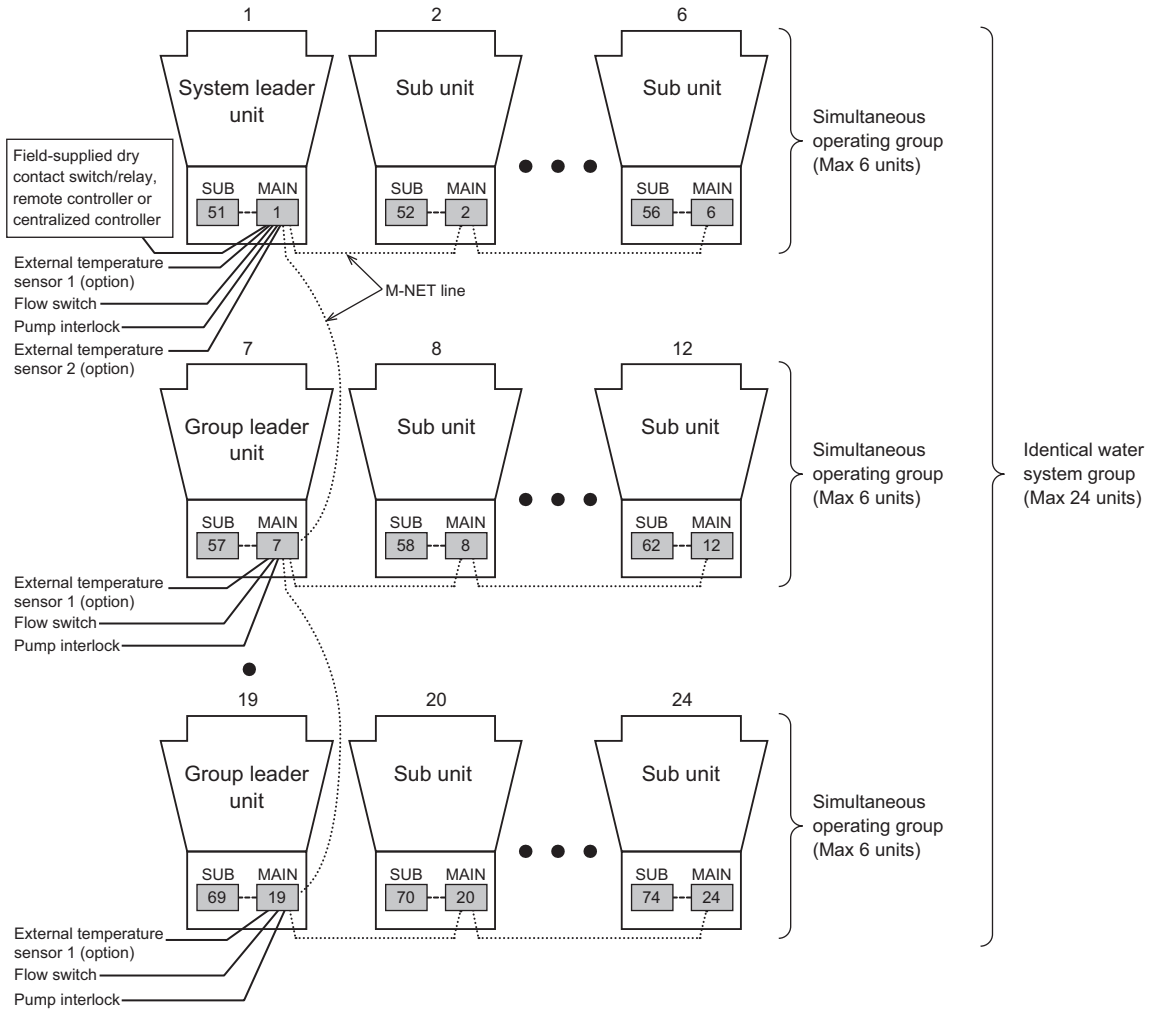 1
2
6
System leader
unit
Sub unit
Sub unit
Simultaneous
operating group
(Max 6 units)
Field-supplied dry
contact switch/relay,
remote controller or
centralized controller
SUB MAIN
51 1
SUB MAIN
52 2
SUB MAIN
56 6
External temperature
sensor 1 (option)
Flow switch
Pump interlock
External temperature
sensor 2 (option)
M-NET line
7
8
12
Group leader
unit
Sub unit
Sub unit
Simultaneous
operating group
(Max 6 units)
Identical water
system group
(Max 24 units)
SUB MAIN
57 7
SUB MAIN
58 8
SUB MAIN
62 12
External temperature
sensor 1 (option)
Flow switch
Pump interlock
19
20
24
Group leader
unit
Sub unit
Sub unit
Simultaneous
operating group
(Max 6 units)
SUB MAIN
69 19
SUB MAIN
70 20
SUB MAIN
74 24
External temperature
sensor 1 (option)
Flow switch
Pump interlock